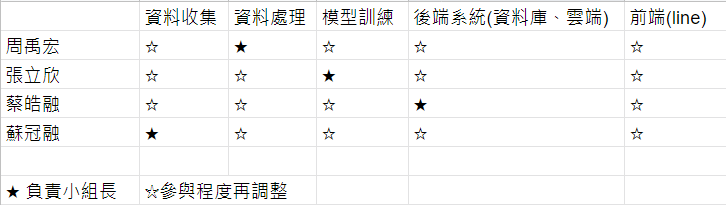 資料收集 資料處理 模型訓練 後端系統(資料庫、雲端) 前端(line)
周禹宏 ☆ ★ ☆ ☆ ☆
張立欣 ☆ ☆ ★ ☆ ☆
蔡皓融 ☆ ☆ ☆ ★ ☆
蘇冠融 ★ ☆ ☆ ☆ ☆
★ 負責小組長 ☆參與程度再調整